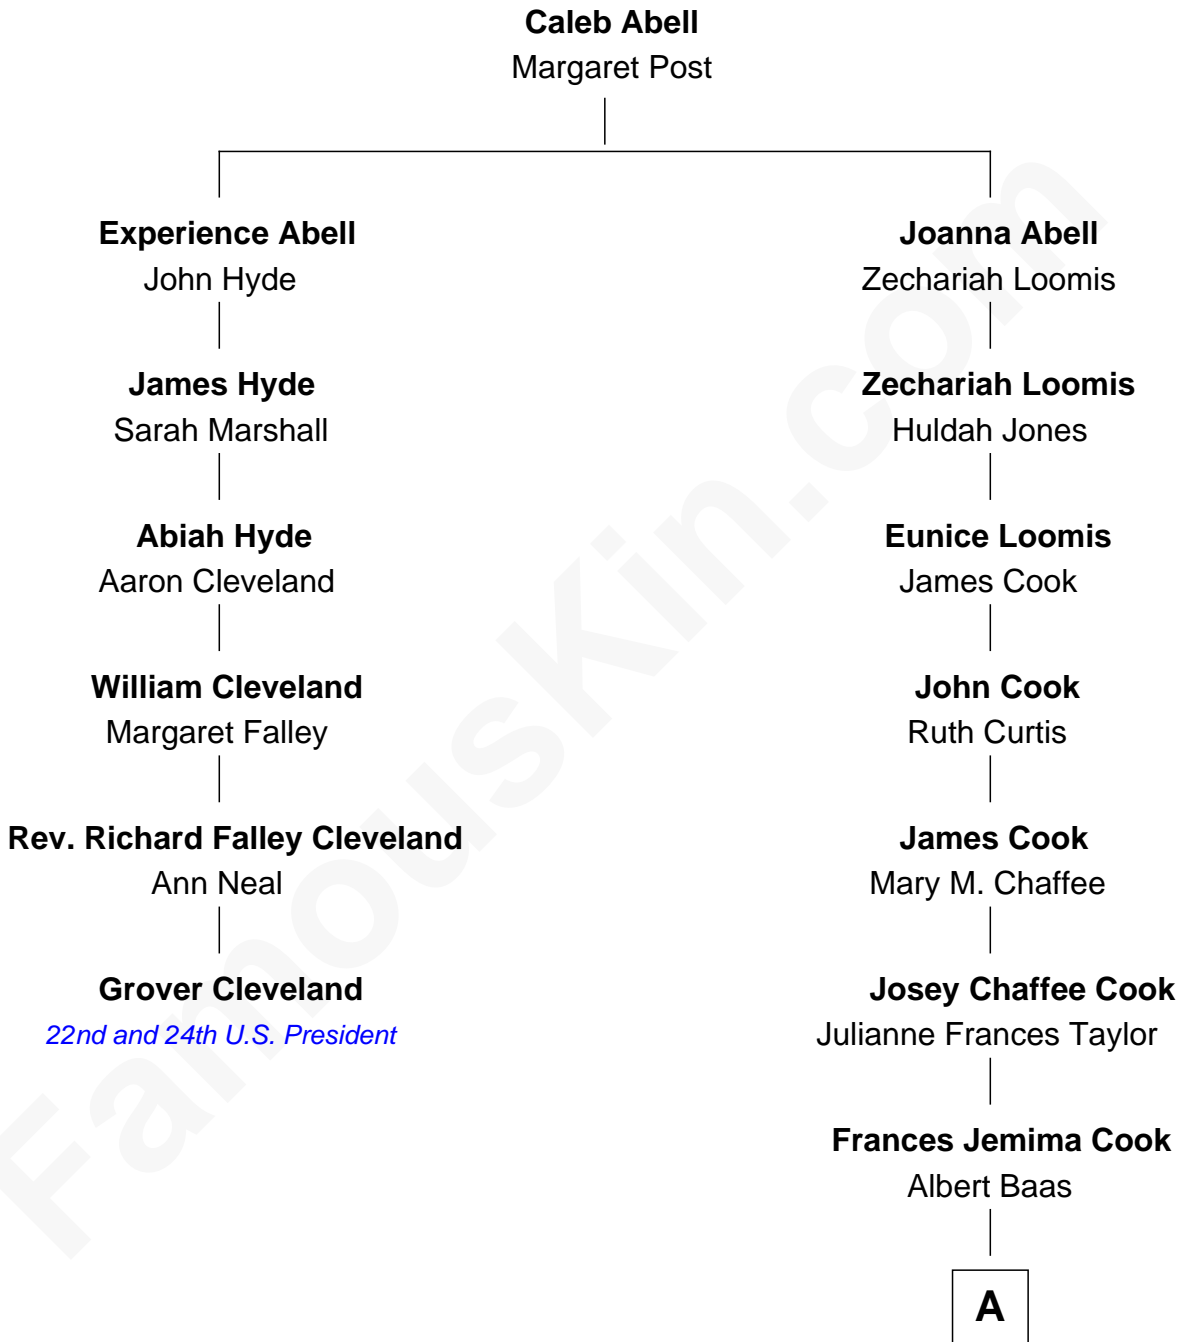 Caleb Abell
Margaret Post
Experience Abell
John Hyde
James Hyde
Sarah Marshall
Abiah Hyde
Aaron Cleveland
William Cleveland
Margaret Falley
Rev. Richard Falley Cleveland
Ann Neal
Grover Cleveland
22nd and 24th U.S. President
Joanna Abell
Zechariah Loomis
Zechariah Loomis
Huldah Jones
Eunice Loomis
James Cook
John Cook
Ruth Curtis
James Cook
Mary M. Chaffee
Josey Chaffee Cook
Julianne Frances Taylor
Frances Jemima Cook
Albert Baas
A
FamousKin.com